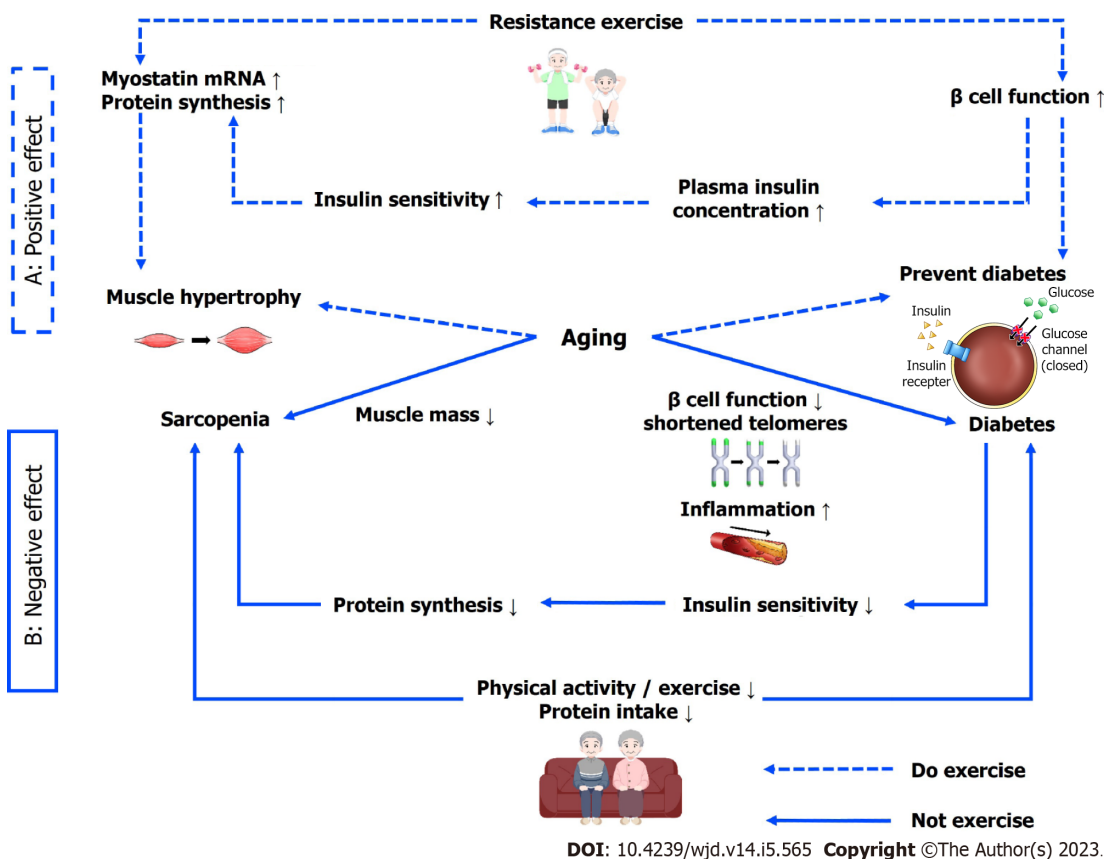 Resistance exercise
Myostatin mRNA ↑
Protein synthesis ↑
β cell function ↑
A: Positive effect
Insulin sensitivity ↑
Plasma insulin
concentration ↑
Prevent diabetes
Muscle hypertrophy
Aging
Glucose
Insulin
Glucose
channel
(closed)
Insulin
recepter
Sarcopenia
Muscle mass ↓
β cell function ↓
shortened telomeres
Diabetes
Inflammation ↑
B: Negative effect
Protein synthesis ↓
Insulin sensitivity ↓
Physical activity / exercise ↓
Protein intake ↓
Do exercise
Not exercise
DOI: 10.4239/wjd.v14.i5.565 Copyright ©The Author(s) 2023.